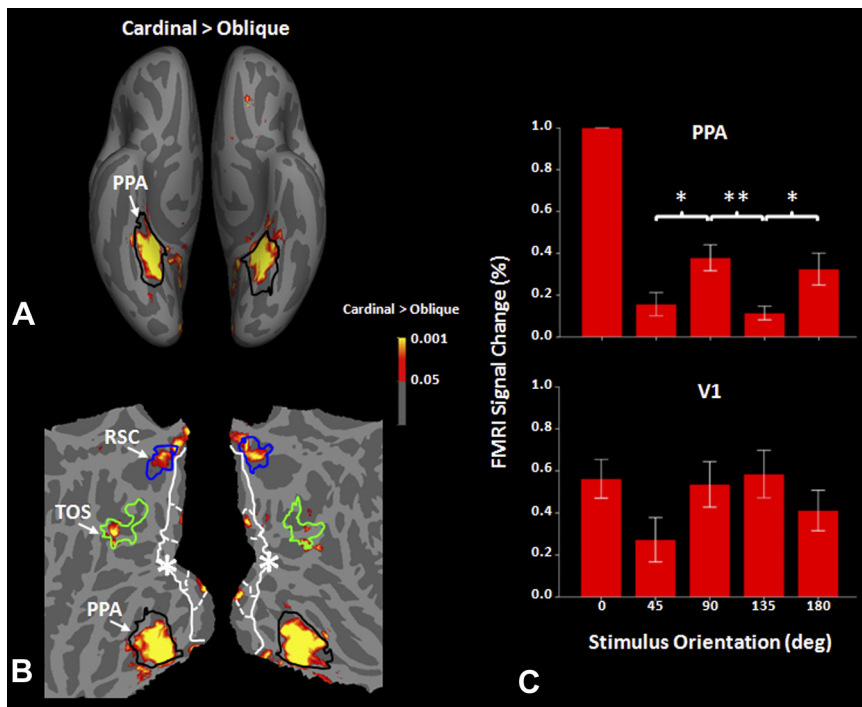 Cardinal > Oblique
PPA
A
Cardinal > Oblique
0.001
0.05
RSC
TOS
PPA
B
PPA
1.0
0.8
0.6
0.4
0.2
0.0
* ** *
V1
1.0
0.8
0.6
0.4
0.2
0.0
FMRI Signal Change (%)
0 45 90 135 180
Stimulus Orientation (deg)
C